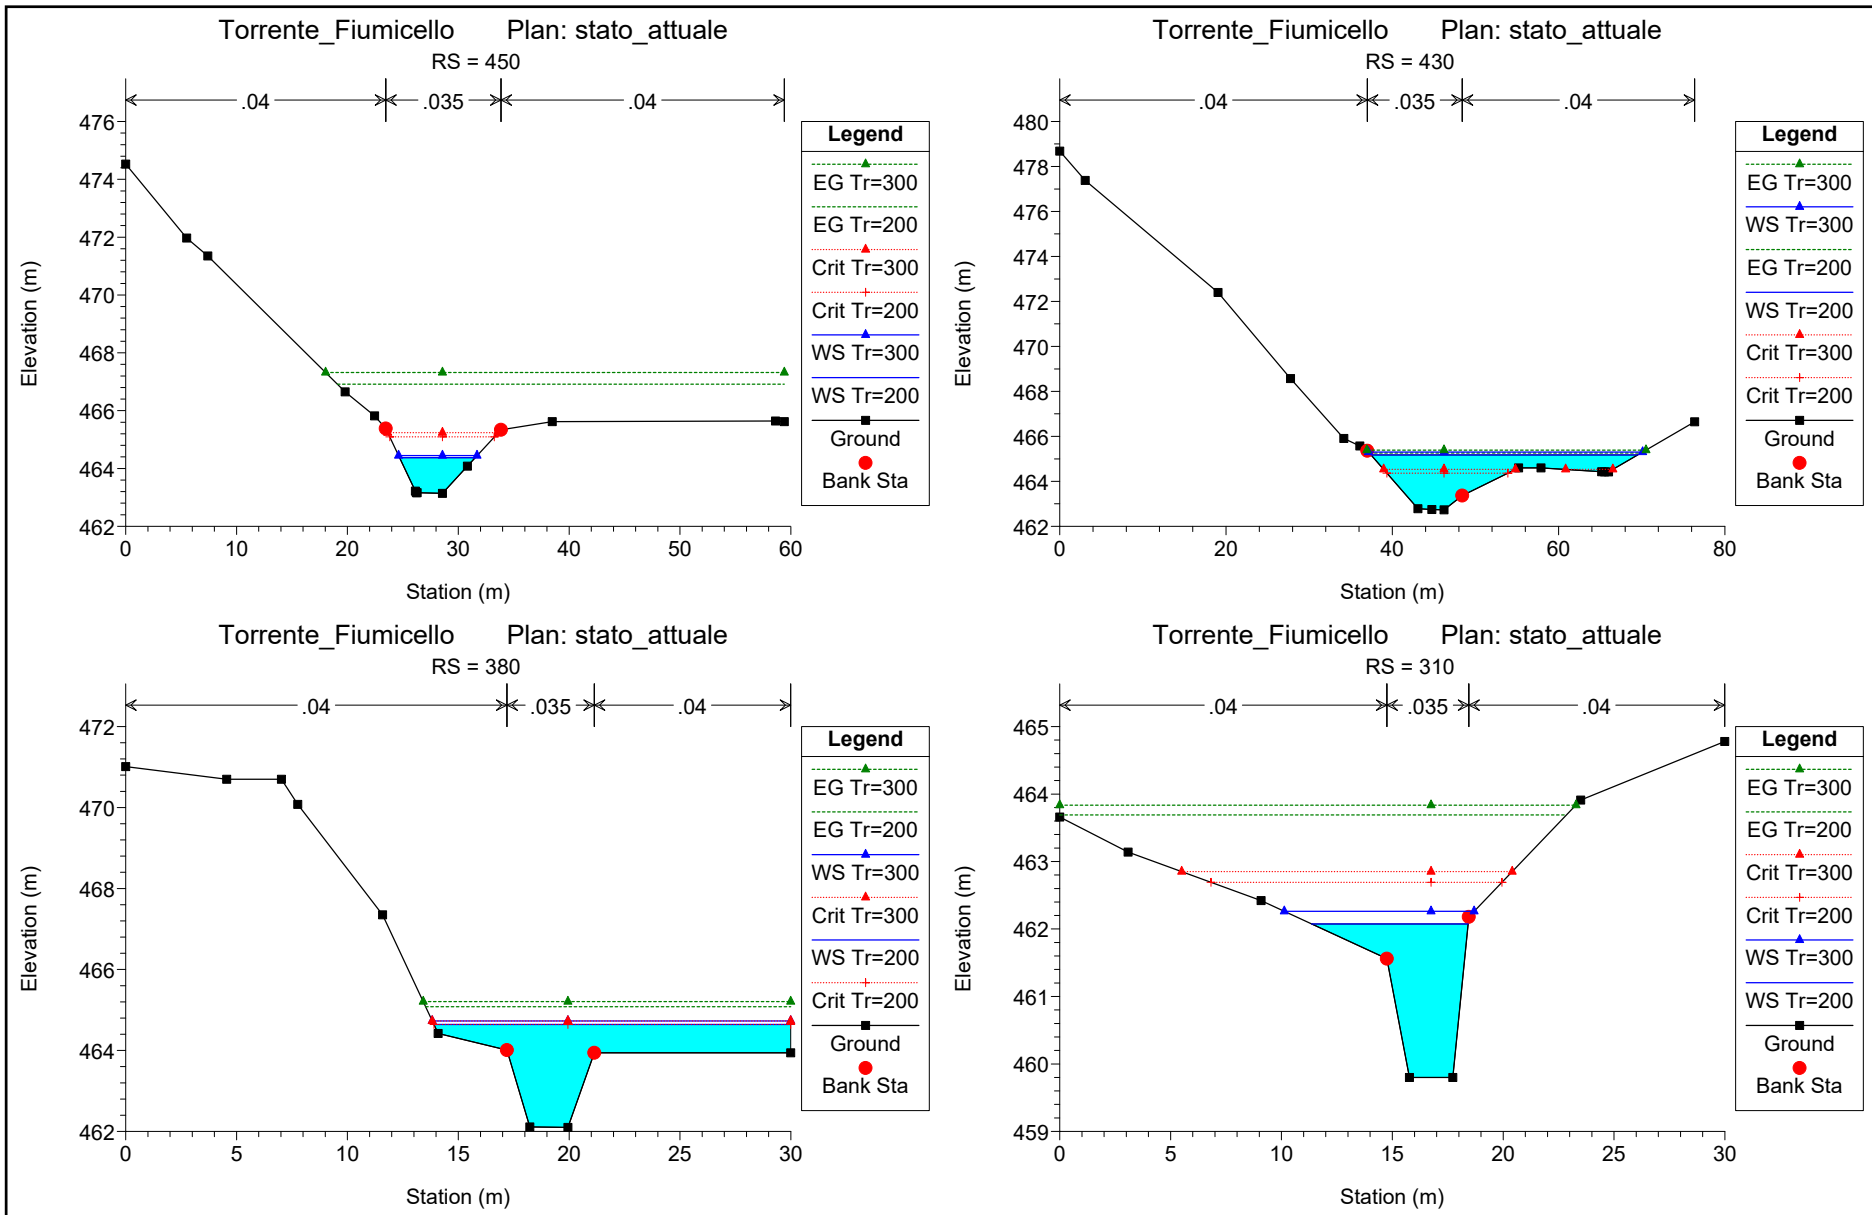 Torrente_Fiumicello Plan: stato_attuale
RS = 450
.04 .035 .04
476
474
472
470
468
466
464
462
Elevation (m)
0 10 20 30 40 50 60
Station (m)
Legend
EG Tr=300
EG Tr=200
Crit Tr=300
Crit Tr=200
WS Tr=300
WS Tr=200
Ground
Bank Sta
Torrente_Fiumicello Plan: stato_attuale
RS = 430
.04 .035 .04
480
478
476
474
472
470
468
466
464
462
Elevation (m)
0 20 40 60 80
Station (m)
Legend
EG Tr=300
WS Tr=300
EG Tr=200
WS Tr=200
Crit Tr=300
Crit Tr=200
Ground
Bank Sta
Torrente_Fiumicello Plan: stato_attuale
RS = 380
.04 .035 .04
472
470
468
466
464
462
Elevation (m)
0 5 10 15 20 25 30
Station (m)
Legend
EG Tr=300
EG Tr=200
WS Tr=300
Crit Tr=300
WS Tr=200
Crit Tr=200
Ground
Bank Sta
Torrente_Fiumicello Plan: stato_attuale
RS = 310
.04 .035 .04
465
464
463
462
461
460
459
Elevation (m)
0 5 10 15 20 25 30
Station (m)
Legend
EG Tr=300
EG Tr=200
Crit Tr=300
Crit Tr=200
WS Tr=300
WS Tr=200
Ground
Bank Sta